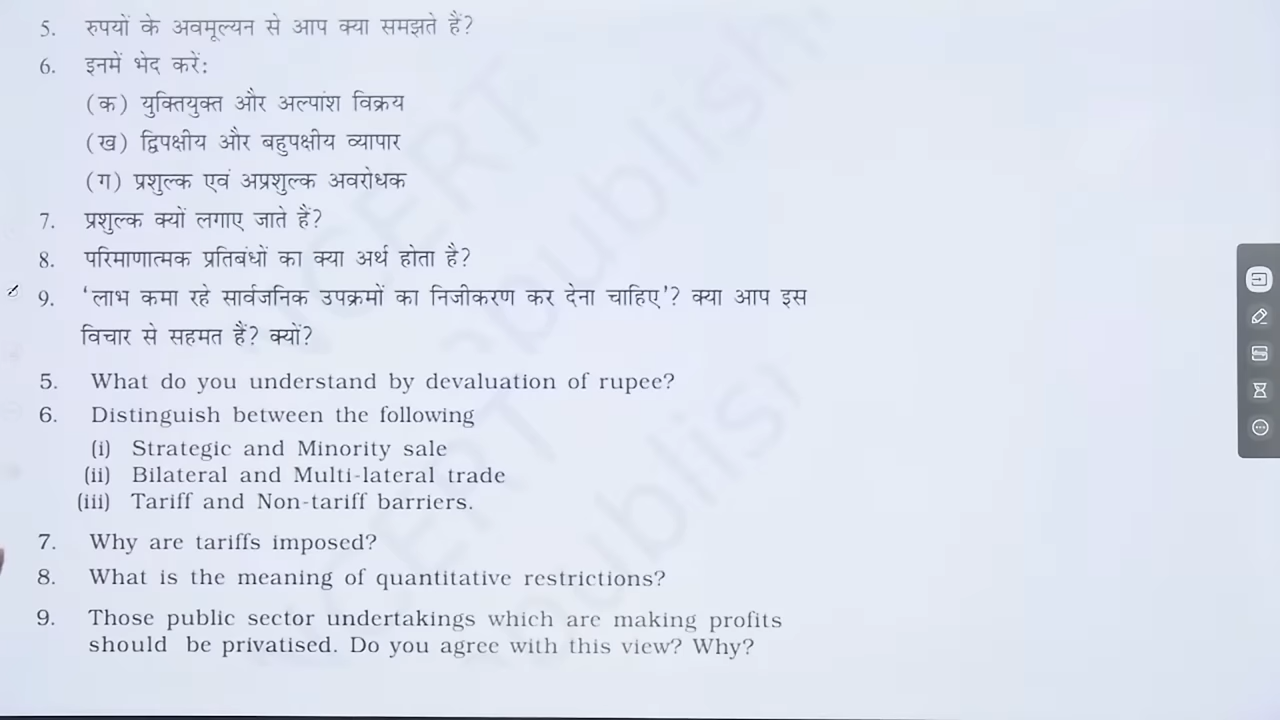 5. रुपयों के अवमूल्यन से आप क्या समझते हैं?
6. इनमें भेद करें:
(क) युक्तियुक्त और अल्पांश विक्रय
(ख) द्विपक्षीय और बहुपक्षीय व्यापार
(ग) प्रशुल्क एवं अप्रशुल्क अवरोधक
7. प्रशुल्क क्यों लगाए जाते हैं?
8. परिमाणात्मक प्रतिबंधों का क्या अर्थ होता है?
9. ‘लाभ कमा रहे सार्वजनिक उपक्रमों का निजीकरण कर देना चाहिए’? क्या आप इस
विचार से सहमत हैं? क्यों?
5. What do you understand by devaluation of rupee?
6. Distinguish between the following
(i) Strategic and Minority sale
(ii) Bilateral and Multi-lateral trade
(iii) Tariff and Non-tariff barriers.
7. Why are tariffs imposed?
8. What is the meaning of quantitative restrictions?
9. Those public sector undertakings which are making profits
should be privatised. Do you agree with this view? Why?